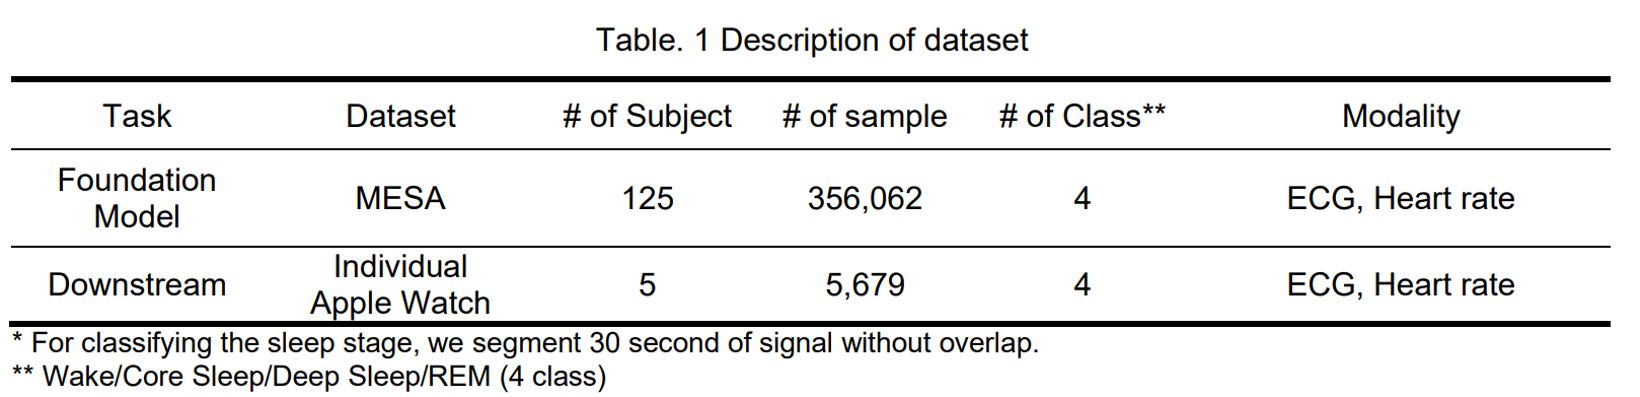 Table. 1 Description of dataset
Task Dataset # of Subject # of sample # of Class** Modality
Foundation Model MESA 125 356,062 4 ECG, Heart rate
Downstream Individual Apple Watch 5 5,679 4 ECG, Heart rate
* For classifying the sleep stage, we segment 30 second of signal without overlap.
** Wake/Core Sleep/Deep Sleep/REM (4 class)